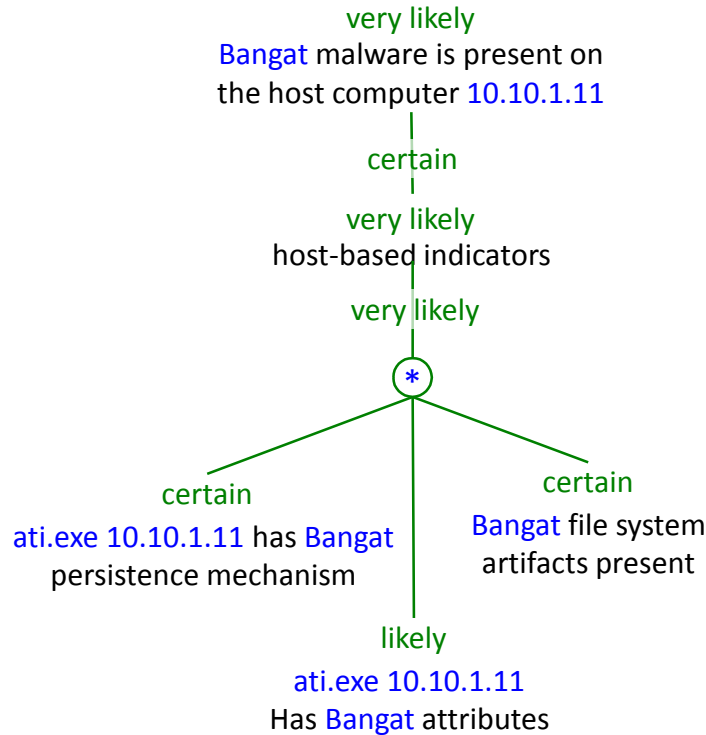 very likely
Bangat malware is present on
the host computer 10.10.1.11
certain
very likely
host-based indicators
very likely
*
certain
ati.exe 10.10.1.11 has Bangat
persistence mechanism
certain
Bangat file system
artifacts present
likely
ati.exe 10.10.1.11
Has Bangat attributes